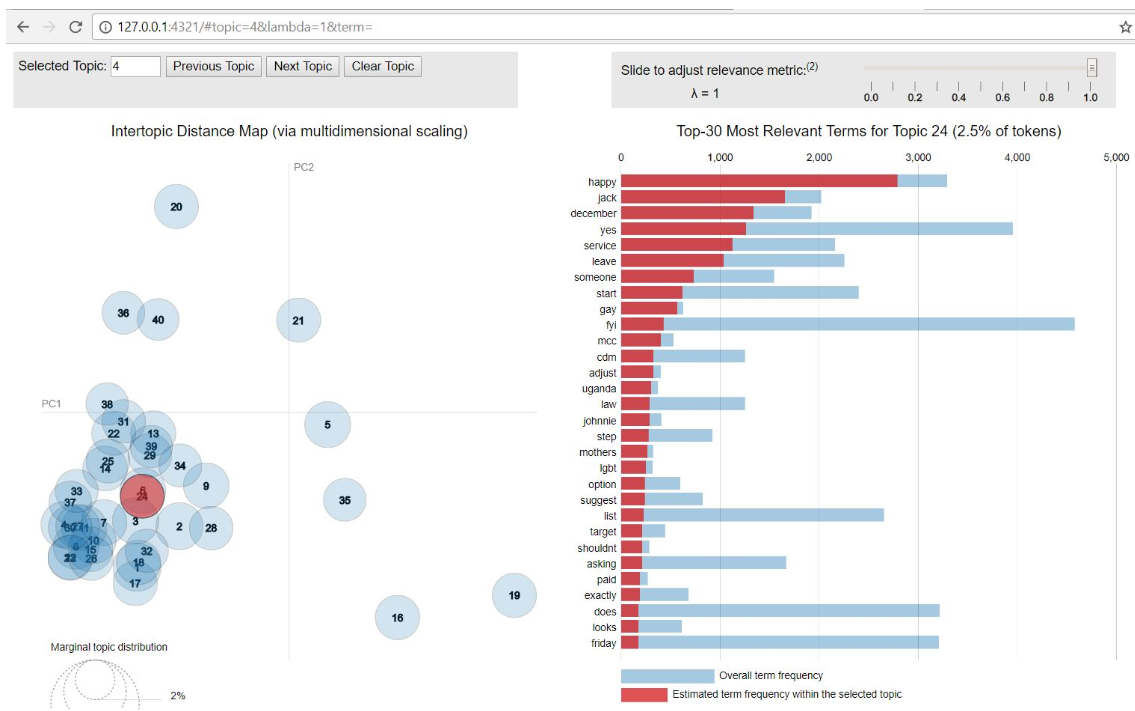 127.0.0.1:4321/#topic=4&lambda=1&term=
Selected Topic: 4 Previous Topic Next Topic Clear Topic
Slide to adjust relevance metric:(2)
λ = 1
0.0 0.2 0.4 0.6 0.8 1.0
Intertopic Distance Map (via multidimensional scaling)
PC2
PC1
20
36
40
21
38
31
22
13
39
29
5
25
14
34
9
33
37
24
35
4
7
3
2
28
10
15
26
32
18
1
17
19
16
Marginal topic distribution
2%
Top-30 Most Relevant Terms for Topic 24 (2.5% of tokens)
0 1,000 2,000 3,000 4,000 5,000
happy
jack
december
yes
service
leave
someone
start
gay
fyi
mcc
cdm
adjust
uganda
law
johnnie
step
mothers
lgbt
option
suggest
list
target
shouldnt
asking
paid
exactly
does
looks
friday
Overall term frequency
Estimated term frequency within the selected topic